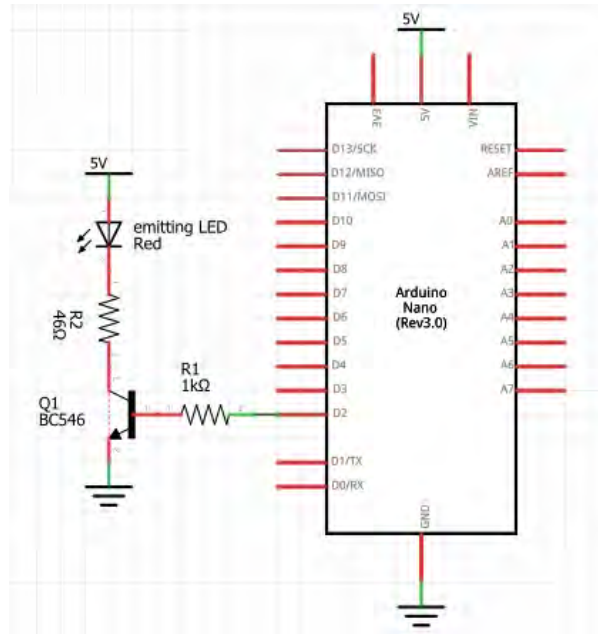 5V
3V3
5V
VIN
D13/SCK
D12/MISO
D11/MOSI
D10
D9
D8
D7
D6
D5
D4
D3
D2
D1/TX
D0/RX
RESET
AREF
A0
A1
A2
A3
A4
A5
A6
A7
Arduino
Nano
(Rev3.0)
GND
5V
emitting LED
Red
R2
46Ω
R1
1kΩ
Q1
BC546